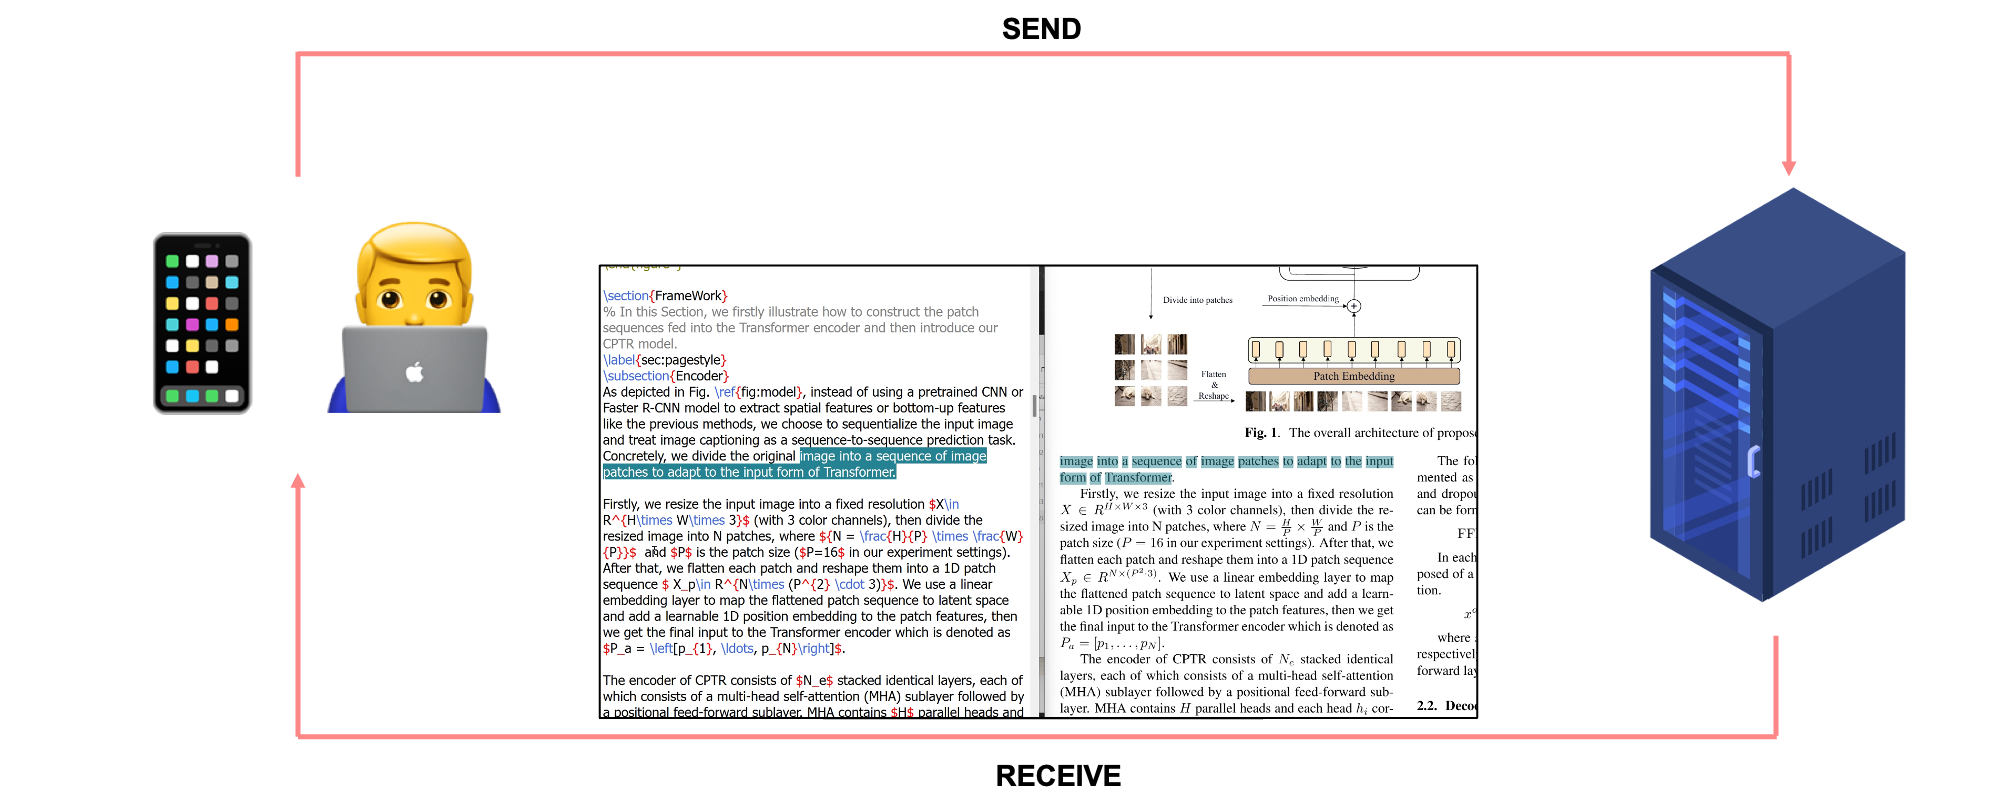 SEND
\section{FrameWork}
% In this Section, we firstly illustrate how to construct the patch
sequences fed into the Transformer encoder and then introduce our
CPTR model.
\label{sec:pagestyle}
\subsection{Encoder}
As depicted in Fig. \ref{fig:model}, instead of using a pretrained CNN or
Faster R-CNN model to extract spatial features or bottom-up features
like the previous methods, we choose to sequentialize the input image
and treat image captioning as a sequence-to-sequence prediction task.
Concretely, we divide the original image into a sequence of image
patches to adapt to the input form of Transformer.
Firstly, we resize the input image into a fixed resolution $X\in
R^{H\times W\times 3}$ (with 3 color channels), then divide the
resized image into N patches, where ${N = \frac{H}{P} \times \frac{W}
{P}}$ and $P$ is the patch size ($P=16$ in our experiment settings).
After that, we flatten each patch and reshape them into a 1D patch
sequence $ X_p\in R^{N\times (P^{2} \cdot 3)}$. We use a linear
embedding layer to map the flattened patch sequence to latent space
and add a learnable 1D position embedding to the patch features, then
we get the final input to the Transformer encoder which is denoted as
$P_a = \left[p_{1}, \ldots, p_{N}\right]$.
The encoder of CPTR consists of $N_e$ stacked identical layers, each of
which consists of a multi-head self-attention (MHA) sublayer followed by
a positional feed-forward sublayer. MHA contains $H$ parallel heads and
Divide into patches
Position embedding
Flatten
&
Reshape
Patch Embedding
Fig. 1. The overall architecture of propos
image into a sequence of image patches to adapt to the input
form of Transformer.
Firstly, we resize the input image into a fixed resolution
X ∈ R^{H×W×3} (with 3 color channels), then divide the re-
sized image into N patches, where N = H/P × W/P and P is the
patch size (P = 16 in our experiment settings). After that, we
flatten each patch and reshape them into a 1D patch sequence
X_p ∈ R^{N×(P²·3)}. We use a linear embedding layer to map
the flattened patch sequence to latent space and add a learn-
able 1D position embedding to the patch features, then we get
the final input to the Transformer encoder which is denoted as
P_a = [p_1, . . . , p_N].
The encoder of CPTR consists of N_e stacked identical
layers, each of which consists of a multi-head self-attention
(MHA) sublayer followed by a positional feed-forward sub-
layer. MHA contains H parallel heads and each head h_i cor-
The fol
mented as
and dropou
can be forn
FF
In each
posed of a
tion.
where
respectively
forward lay
2.2. Deco
RECEIVE